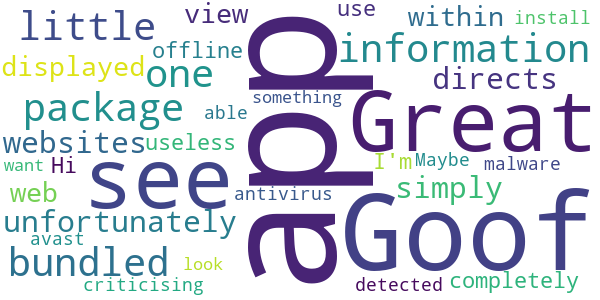 little
view
use
within
install
displayed
offline
one
app
information
directs
package
able
something
Great
websites
useless
see
want
Hi
I'm
Maybe
malware
web
antivirus
simply
Goof
unfortunately
avast
bundled
look
criticising
detected
completely